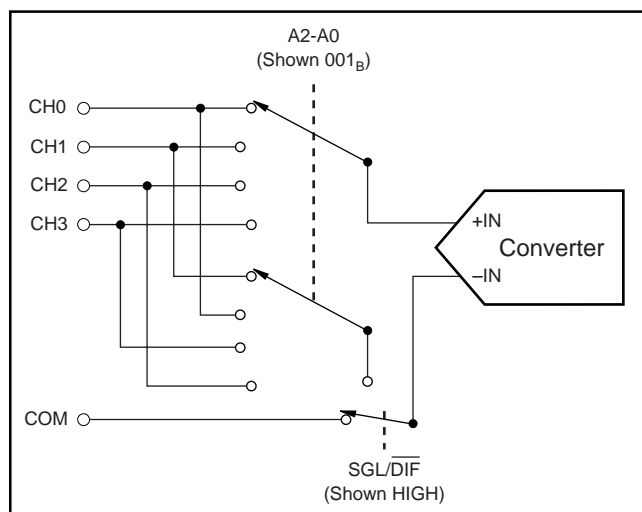 A2-A0
(Shown 001B)
CH0
CH1
CH2
CH3
+IN
Converter
–IN
COM
SGL/DIF
(Shown HIGH)